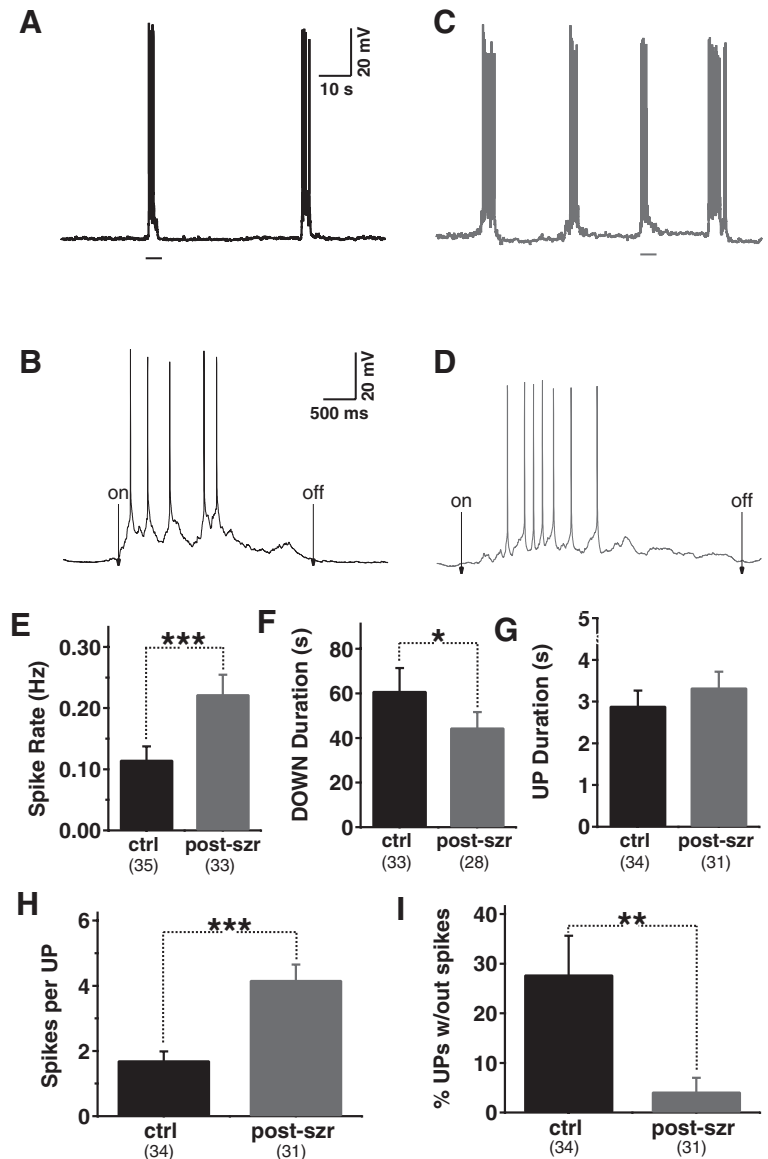 A
20 mV
10 s
C
B
20 mV
500 ms
on
off
D
on
off
E
Spike Rate (Hz)
0.30
0.20
0.10
0.00
***
ctrl
(35)
post-szr
(33)
F
DOWN Duration (s)
80
60
40
20
0
*
ctrl
(33)
post-szr
(28)
G
UP Duration (s)
5
4
3
2
1
0
ctrl
(34)
post-szr
(31)
H
Spikes per UP
6
4
2
0
***
ctrl
(34)
post-szr
(31)
I
% UPs w/out spikes
40
30
20
10
0
**
ctrl
(34)
post-szr
(31)